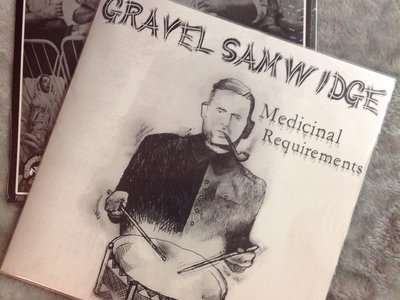 GRAVEL SAMWIDGE
Medicinal
Requirements